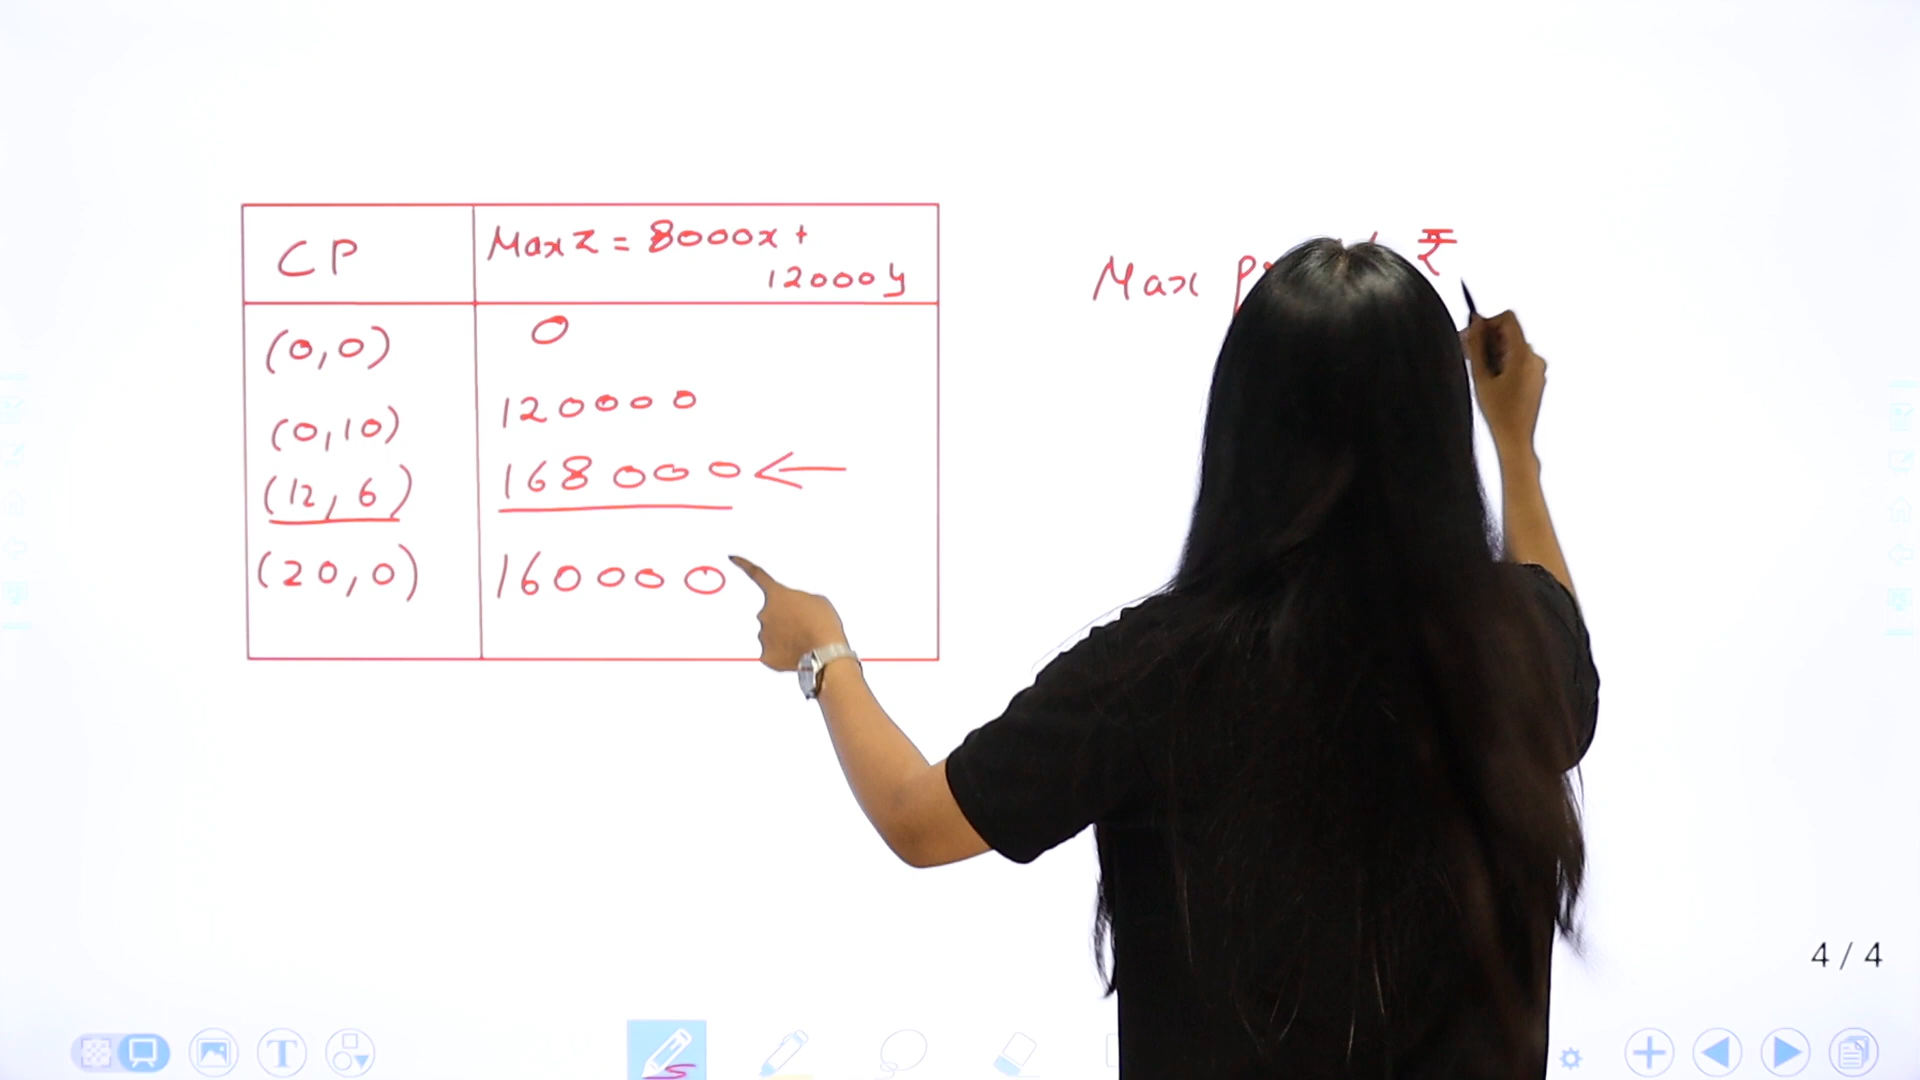 CP
Max Z = 8000x +
12000y
(0,0)
0
(0,10)
120000
(12, 6)
168000
(20,0)
160000
Max
₹
4 / 4
T